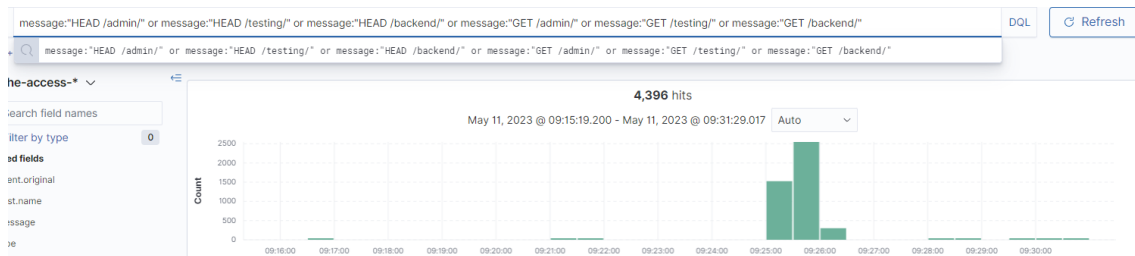 message:"HEAD /admin/" or message:"HEAD /testing/" or message:"HEAD /backend/" or message:"GET /admin/" or message:"GET /testing/" or message:"GET /backend/"
DQL
Refresh
message:"HEAD /admin/" or message:"HEAD /testing/" or message:"HEAD /backend/" or message:"GET /admin/" or message:"GET /testing/" or message:"GET /backend/"
he-access-*
Search field names
ilter by type 0
ed fields
ent.original
st.name
essage
pe
4,396 hits
May 11, 2023 @ 09:15:19.200 - May 11, 2023 @ 09:31:29.017 Auto
Count
2500
2000
1500
1000
500
0
09:16:00 09:17:00 09:18:00 09:19:00 09:20:00 09:21:00 09:22:00 09:23:00 09:24:00 09:25:00 09:26:00 09:27:00 09:28:00 09:29:00 09:30:00